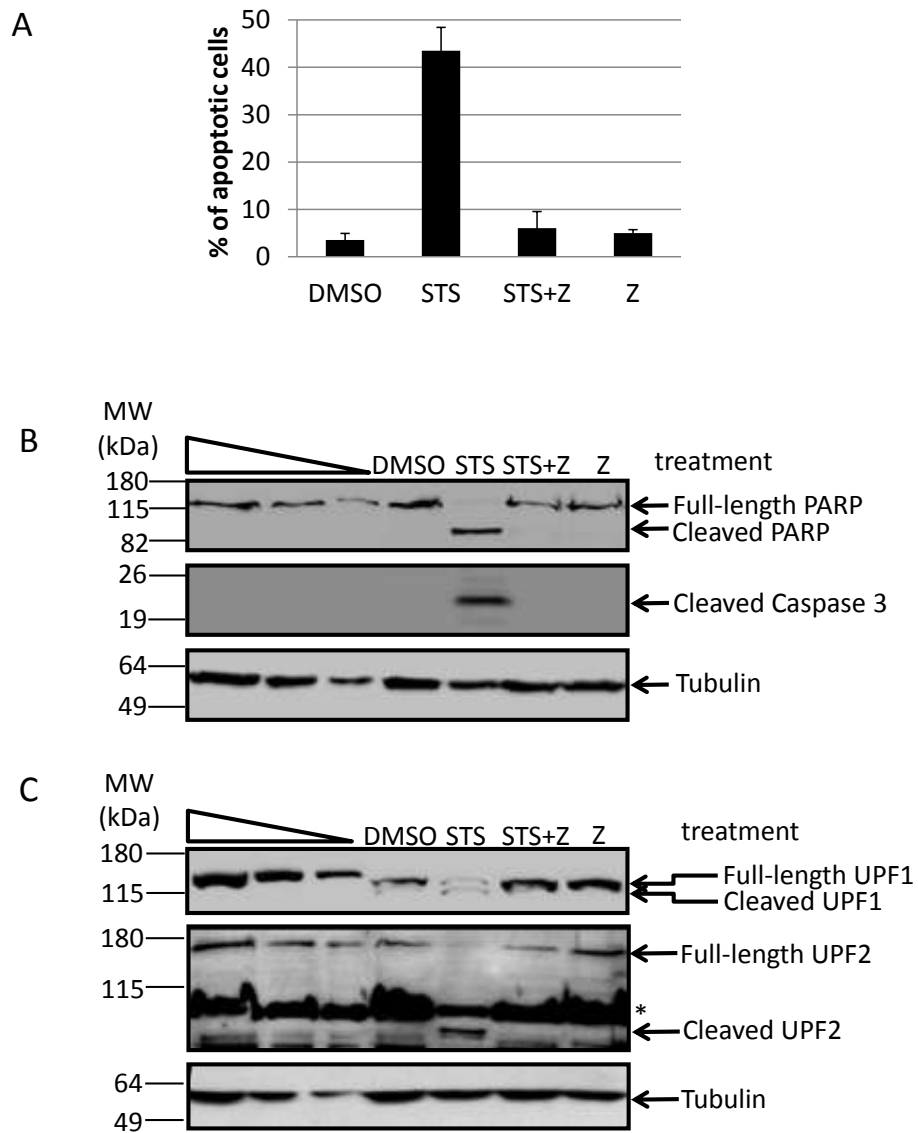 A
% of apoptotic cells
50
40
30
20
10
0
DMSO STS STS+Z Z
B
MW
(kDa)
DMSO STS STS+Z Z treatment
180
115
82
Full-length PARP
Cleaved PARP
26
19
Cleaved Caspase 3
64
49
Tubulin
C
MW
(kDa)
DMSO STS STS+Z Z treatment
180
115
Full-length UPF1
Cleaved UPF1
180
115
Full-length UPF2
*
Cleaved UPF2
64
49
Tubulin